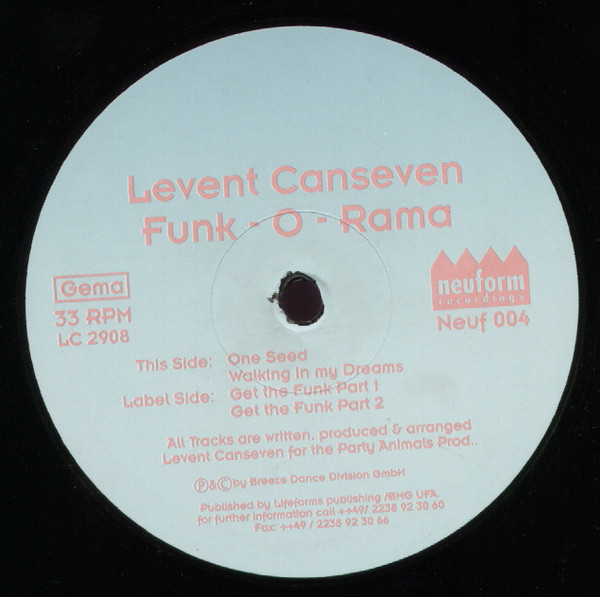 Levent Canseven
Funk - O - Rama
Gema
33 RPM
LC 2908
neuform
recordings
Neuf 004
This Side: One Seed
Walking in my Dreams
Label Side: Get the Funk Part 1
Get the Funk Part 2
All Tracks are written, produced & arranged
Levent Canseven for the Party Animals Prod..
Ⓟ&©by Breeze Dance Division GmbH
Published by Lifeforms publishing /BMG UFA.
for further information call ++49/ 2238 92 30 60
Fax: ++49 / 2238 92 30 66